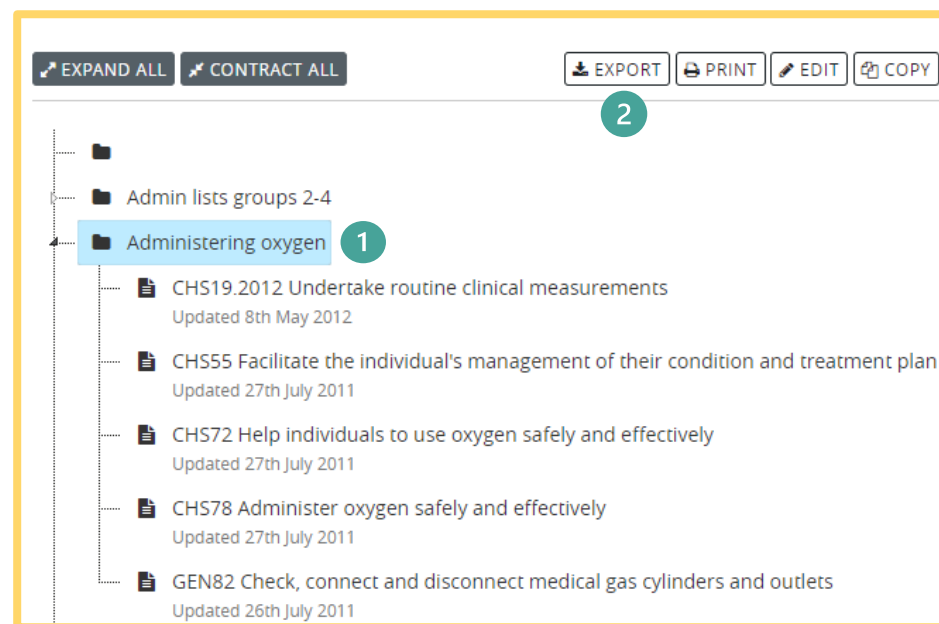 EXPAND ALL CONTRACT ALL EXPORT PRINT EDIT COPY
2
Admin lists groups 2-4
Administering oxygen 1
CHS19.2012 Undertake routine clinical measurements
Updated 8th May 2012
CHS55 Facilitate the individual's management of their condition and treatment plan
Updated 27th July 2011
CHS72 Help individuals to use oxygen safely and effectively
Updated 27th July 2011
CHS78 Administer oxygen safely and effectively
Updated 27th July 2011
GEN82 Check, connect and disconnect medical gas cylinders and outlets
Updated 26th July 2011